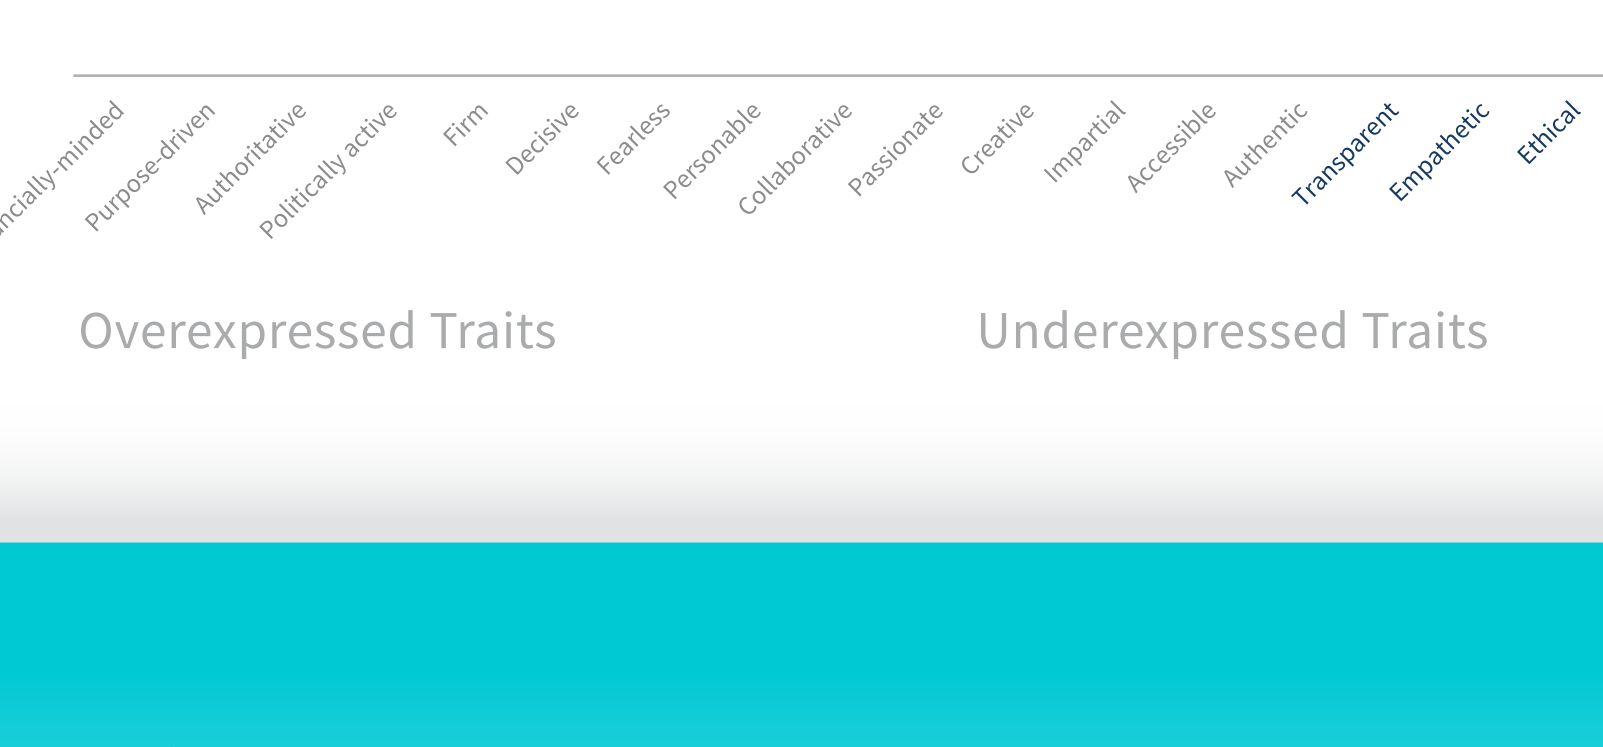 Purpose-driven
Authoritative
Politically active
Firm
Decisive
Fearless
Personable
Collaborative
Passionate
Creative
Impartial
Accessible
Authentic
Transparent
Empathetic
Ethical
Overexpressed Traits
Underexpressed Traits